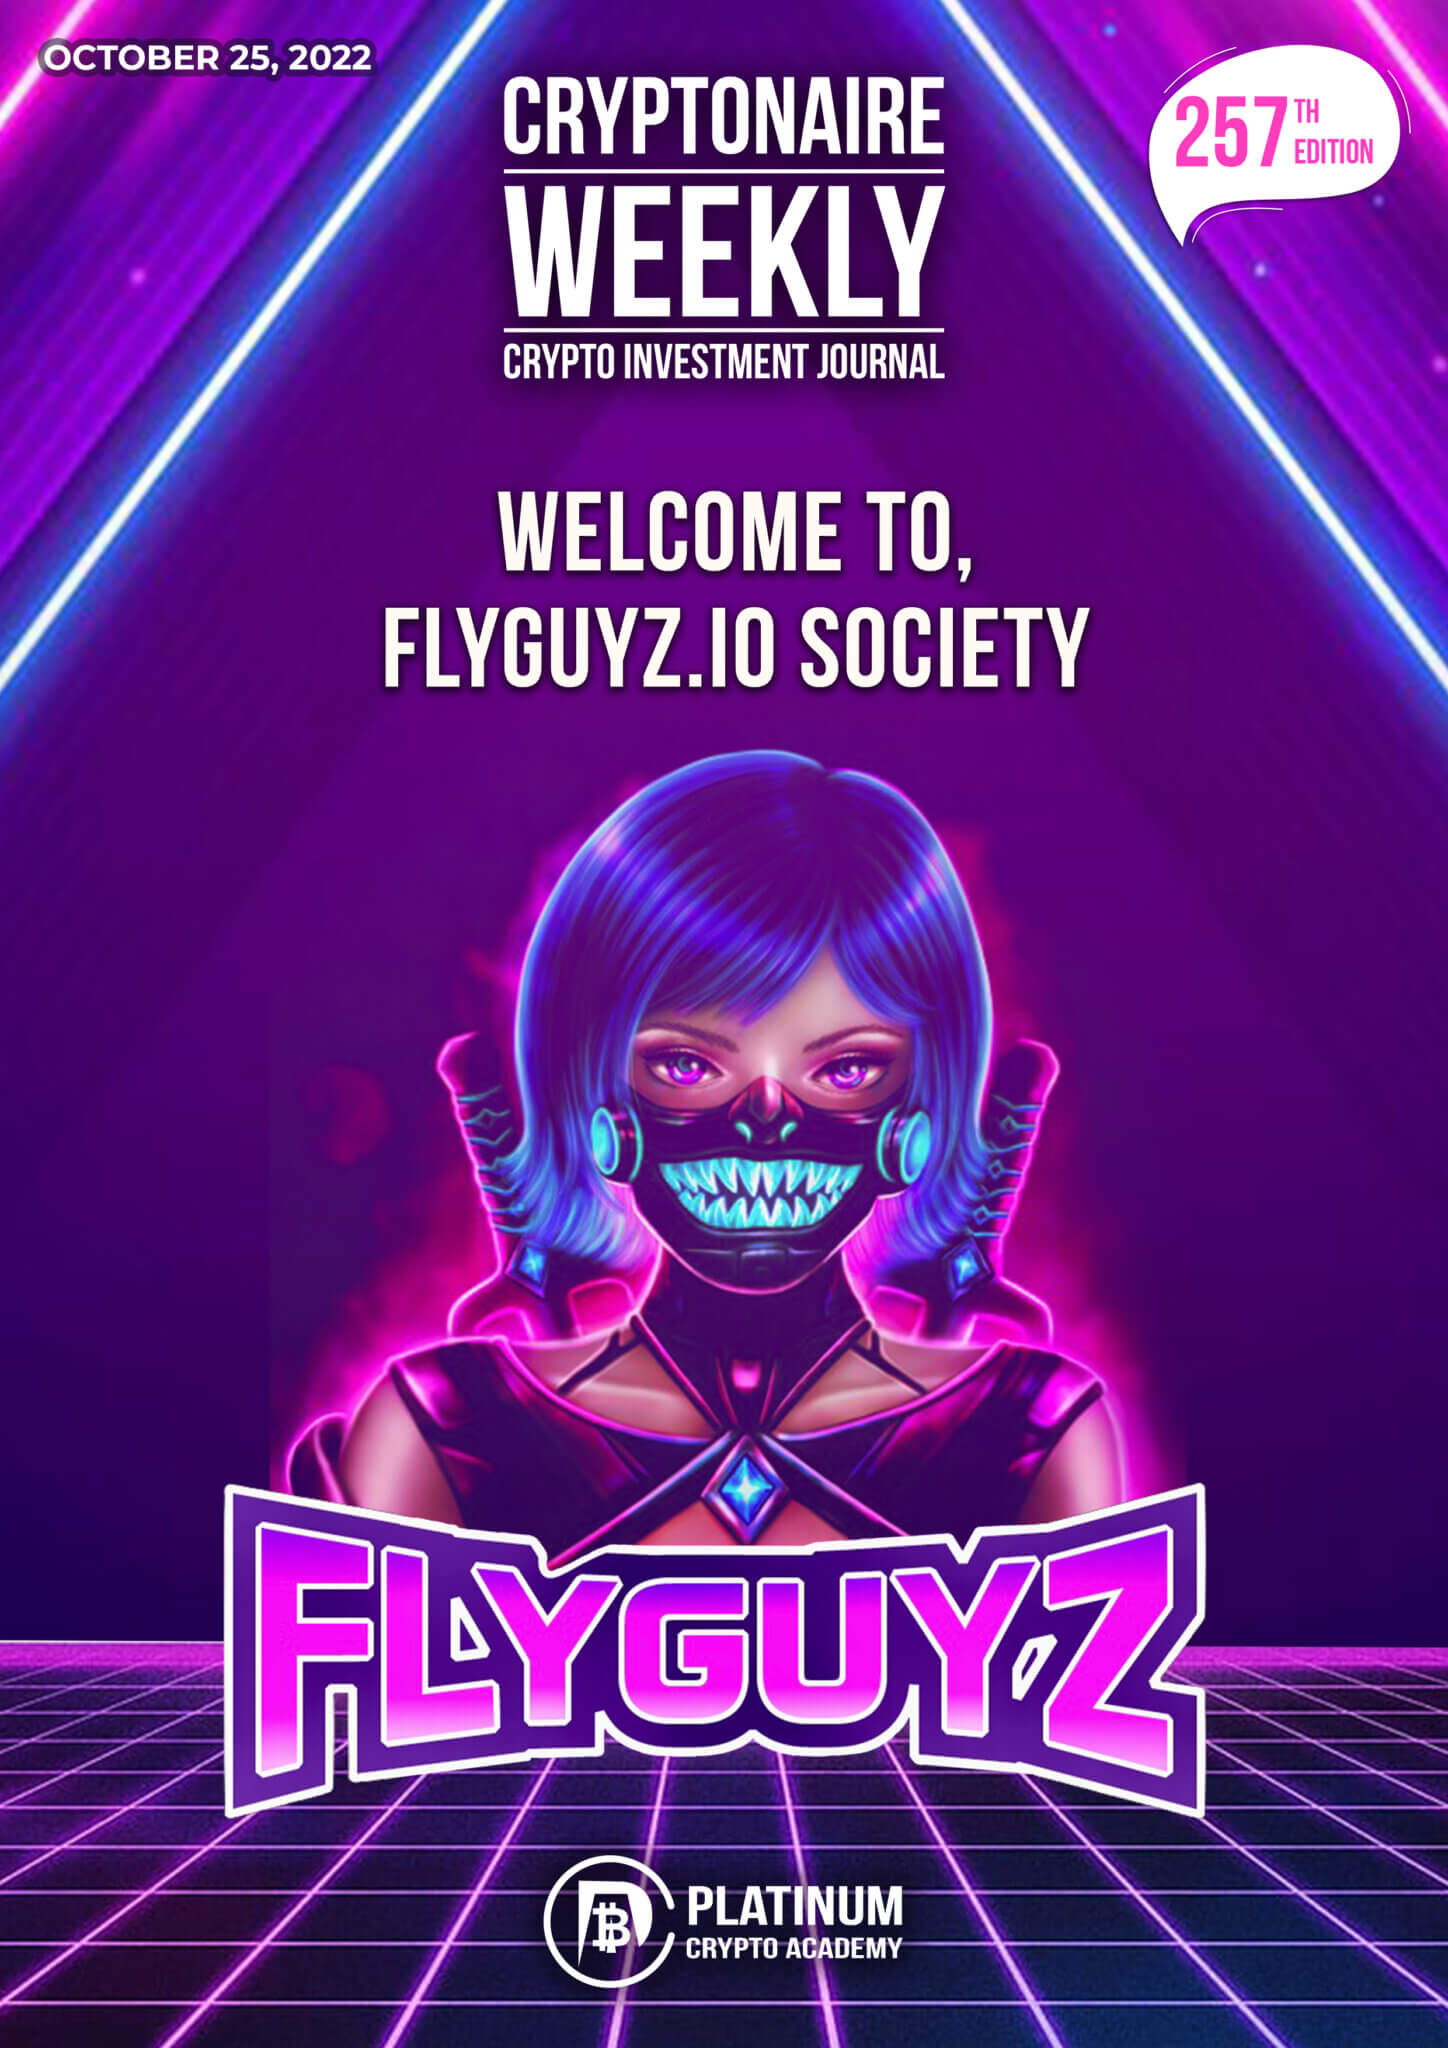 OCTOBER 25, 2022
CRYPTONAIRE
WEEKLY
CRYPTO INVESTMENT JOURNAL
257TH
EDITION
WELCOME TO,
FLYGUYZ.IO SOCIETY
FLYGUYZ
PLATINUM
CRYPTO ACADEMY